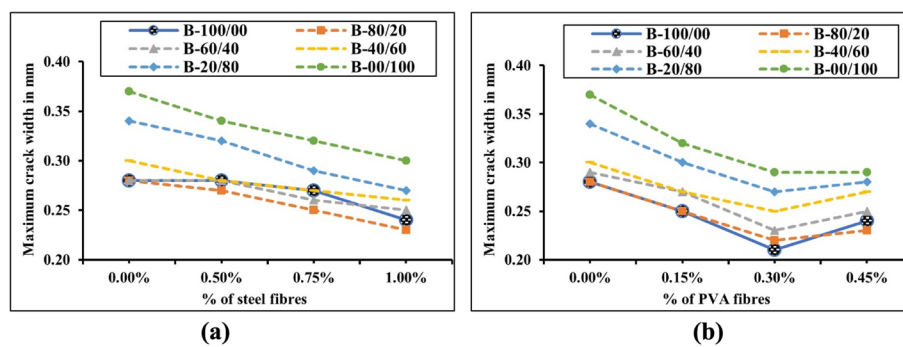 B-100/00 B-80/20
B-60/40 B-40/60
B-20/80 B-00/100
Maximum crack width in mm
0.40
0.35
0.30
0.25
0.20
0.00% 0.50% 0.75% 1.00%
% of steel fibres
(a)
B-100/00 B-80/20
B-60/40 B-40/60
B-20/80 B-00/100
Maximum crack width in mm
0.40
0.35
0.30
0.25
0.20
0.00% 0.15% 0.30% 0.45%
% of PVA fibres
(b)